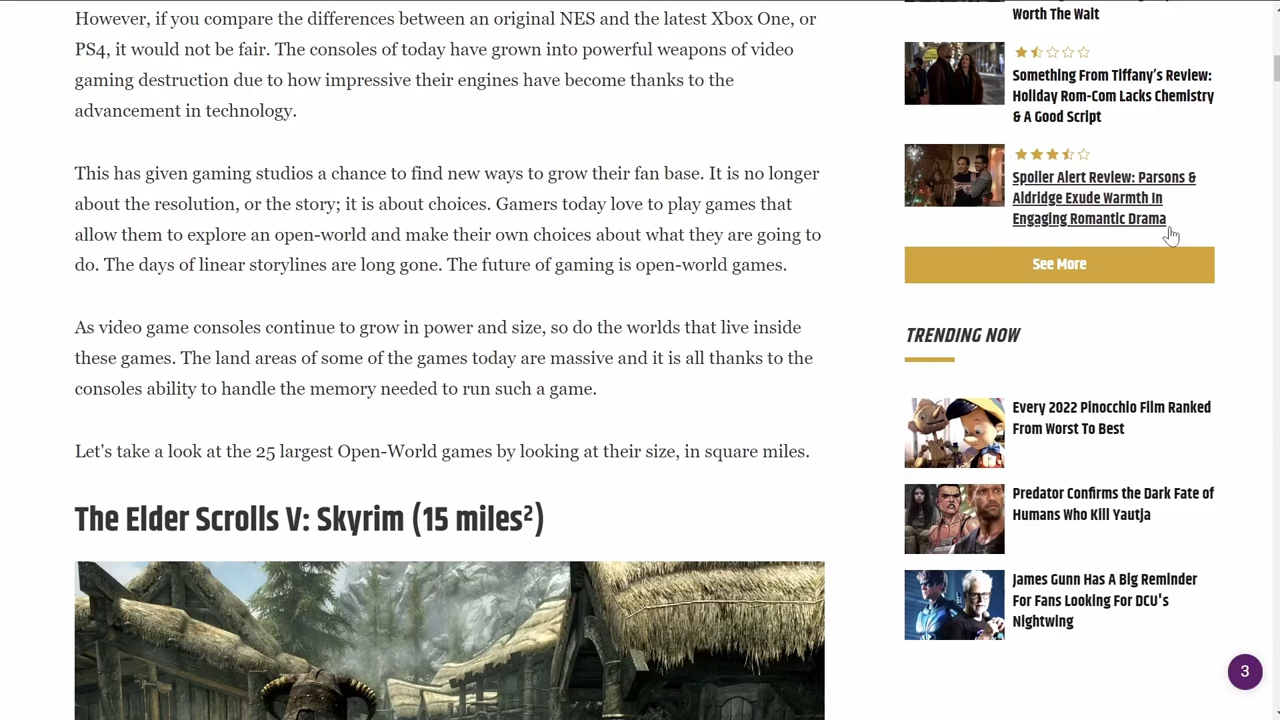 However, if you compare the differences between an original NES and the latest Xbox One, or
PS4, it would not be fair. The consoles of today have grown into powerful weapons of video
gaming destruction due to how impressive their engines have become thanks to the
advancement in technology.
This has given gaming studios a chance to find new ways to grow their fan base. It is no longer
about the resolution, or the story; it is about choices. Gamers today love to play games that
allow them to explore an open-world and make their own choices about what they are going to
do. The days of linear storylines are long gone. The future of gaming is open-world games.
As video game consoles continue to grow in power and size, so do the worlds that live inside
these games. The land areas of some of the games today are massive and it is all thanks to the
consoles ability to handle the memory needed to run such a game.
Let's take a look at the 25 largest Open-World games by looking at their size, in square miles.
The Elder Scrolls V: Skyrim (15 miles²)
Worth The Wait
Something From Tiffany's Review:
Holiday Rom-Com Lacks Chemistry
& A Good Script
Spoiler Alert Review: Parsons &
Aldridge Exude Warmth In
Engaging Romantic Drama
See More
TRENDING NOW
Every 2022 Pinocchio Film Ranked
From Worst To Best
Predator Confirms the Dark Fate of
Humans Who Kill Yautja
James Gunn Has A Big Reminder
For Fans Looking For DCU's
Nightwing
3